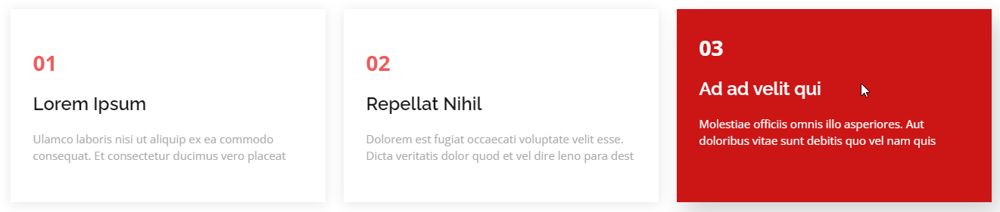 01
Lorem Ipsum
Ulamco laboris nisi ut aliquip ex ea commodo
consequat. Et consectetur ducimus vero placeat
02
Repellat Nihil
Dolorem est fugiat occaecati voluptate velit esse.
Dicta veritatis dolor quod et vel dire leno para dest
03
Ad ad velit qui
Molestiae officiis omnis illo asperiores. Aut
doloribus vitae sunt debitis quo vel nam quis